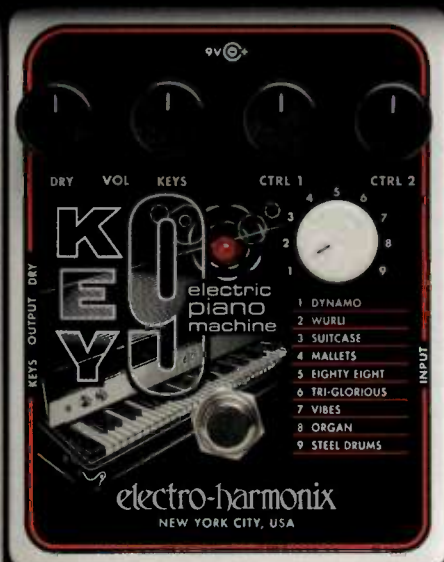 9V
DRY VOL KEYS CTRL 1 CTRL 2
1 2 3 4 5 6 7 8 9
KEY9
electric
piano
machine
KEYS OUTPUT DRY
INPUT
1 DYNAMO
2 WURLI
3 SUITCASE
4 MALLETS
5 EIGHTY EIGHT
6 TRI-GLORIOUS
7 VIBES
8 ORGAN
9 STEEL DRUMS
electro-harmonix
NEW YORK CITY, USA